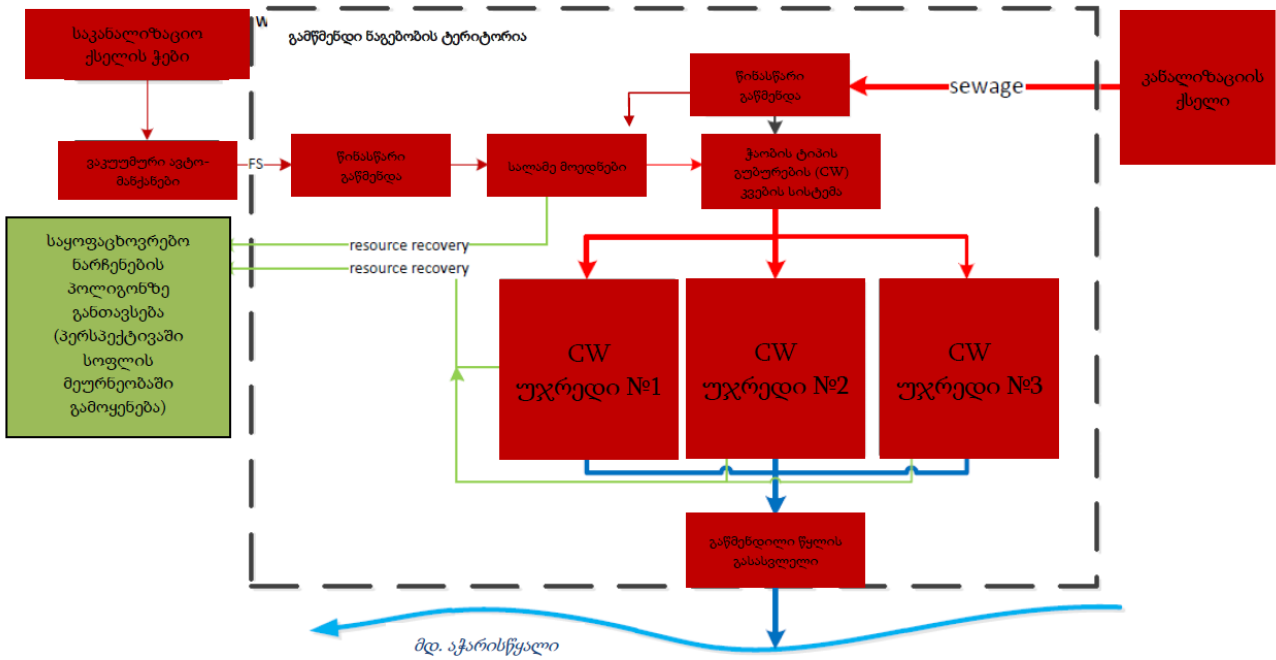 საკანალიზაციო
ქსელის ჭები
W
გამწმენდი ნაგებობის ტერიტორია
წინასწარი
გაწმენდა
sewage
კანალიზაციის
ქსელი
ვაკუუმური ავტო-
მანქანები
FS
წინასწარი
გაწმენდა
სალამე მოედნები
ჭაობის ტიპის
გუბურების (CW)
კვების სისტემა
საყოფაცხოვრებო
ნარჩენების
პოლიგონზე
განთავსება
(პერსპექტივაში
სოფლის
მეურნეობაში
გამოყენება)
resource recovery
resource recovery
CW
უჯრედი №1
CW
უჯრედი №2
CW
უჯრედი №3
გაწმენდილი წყლის
გასასვლელი
მდ. აჭარისწყალი